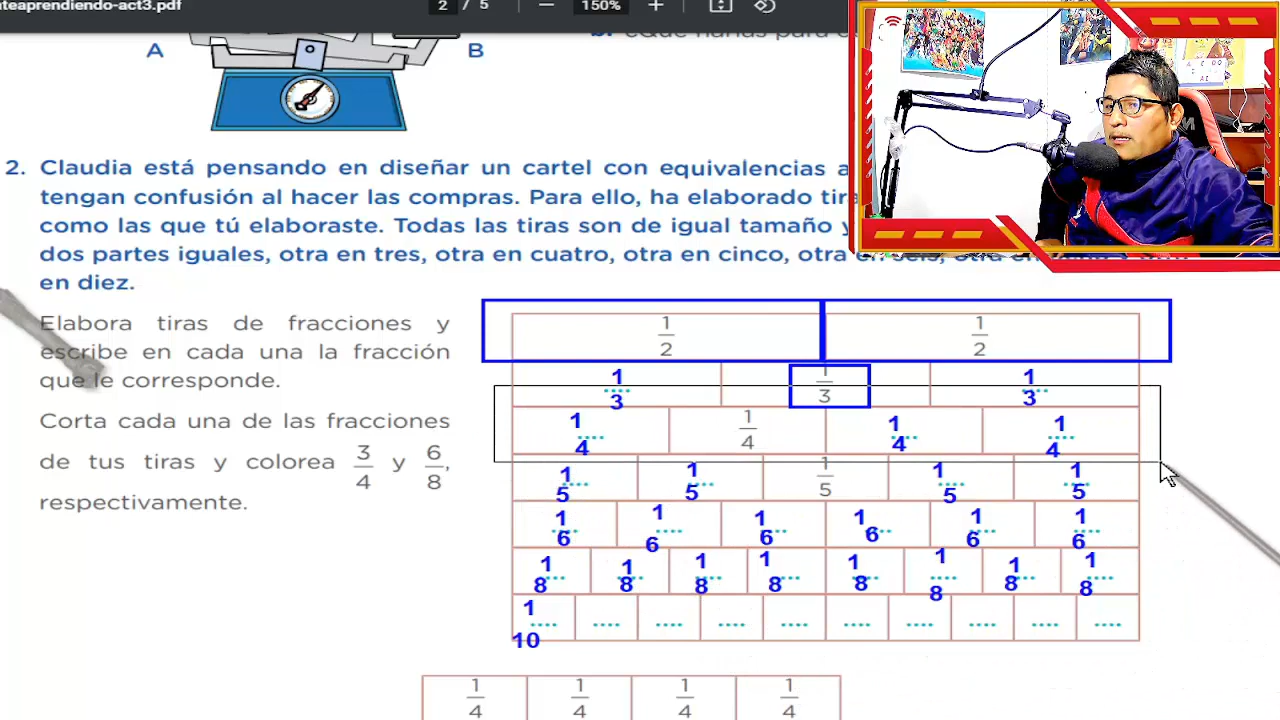 teaprendiendo-act3.pdf
2 / 5
150%
A
B
2. Claudia está pensando en diseñar un cartel con equivalencias
tengan confusión al hacer las compras. Para ello, ha elaborado
como las que tú elaboraste. Todas las tiras son de igual tamaño y
dos partes iguales, otra en tres, otra en cuatro, otra en cinco, otra en seis, otra en
en diez.
Elabora tiras de fracciones y
escribe en cada una la fracción
que le corresponde.
Corta cada una de las fracciones
de tus tiras y colorea 3/4 y 6/8,
respectivamente.
1/2 1/2
1/3 1/3 1/3
1/4 1/4 1/4 1/4
1/5 1/5 1/5 1/5 1/5
1/6 1/6 1/6 1/6 1/6 1/6
1/8 1/8 1/8 1/8 1/8 1/8 1/8 1/8
1/10 .... .... .... .... .... .... .... .... ....
1/4 1/4 1/4 1/4